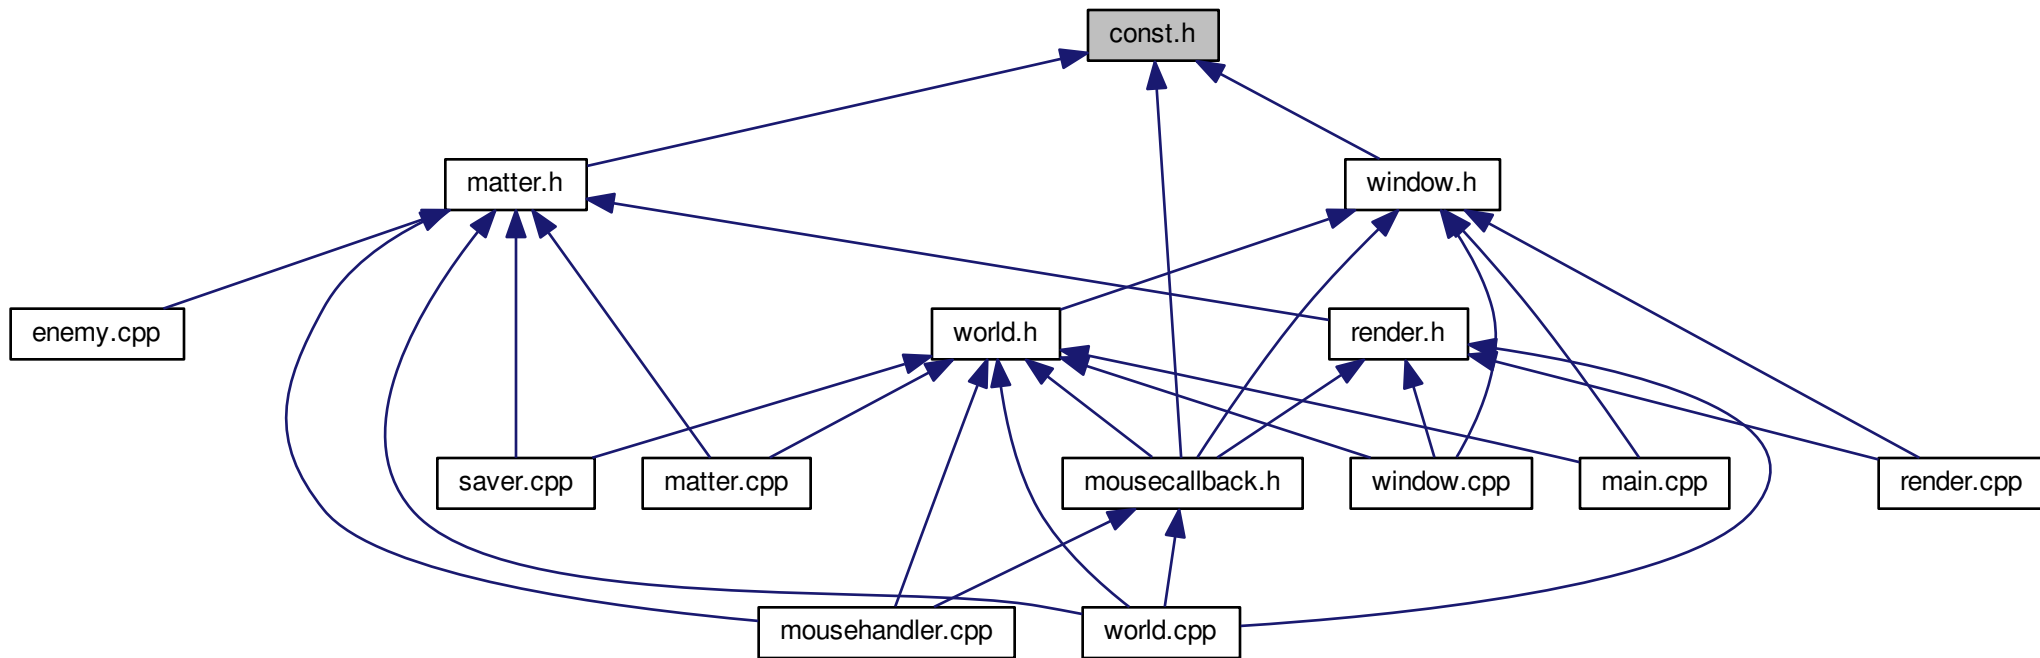 const.h
matter.h
window.h
enemy.cpp
world.h
render.h
saver.cpp
matter.cpp
mousecallback.h
window.cpp
main.cpp
render.cpp
mousehandler.cpp
world.cpp